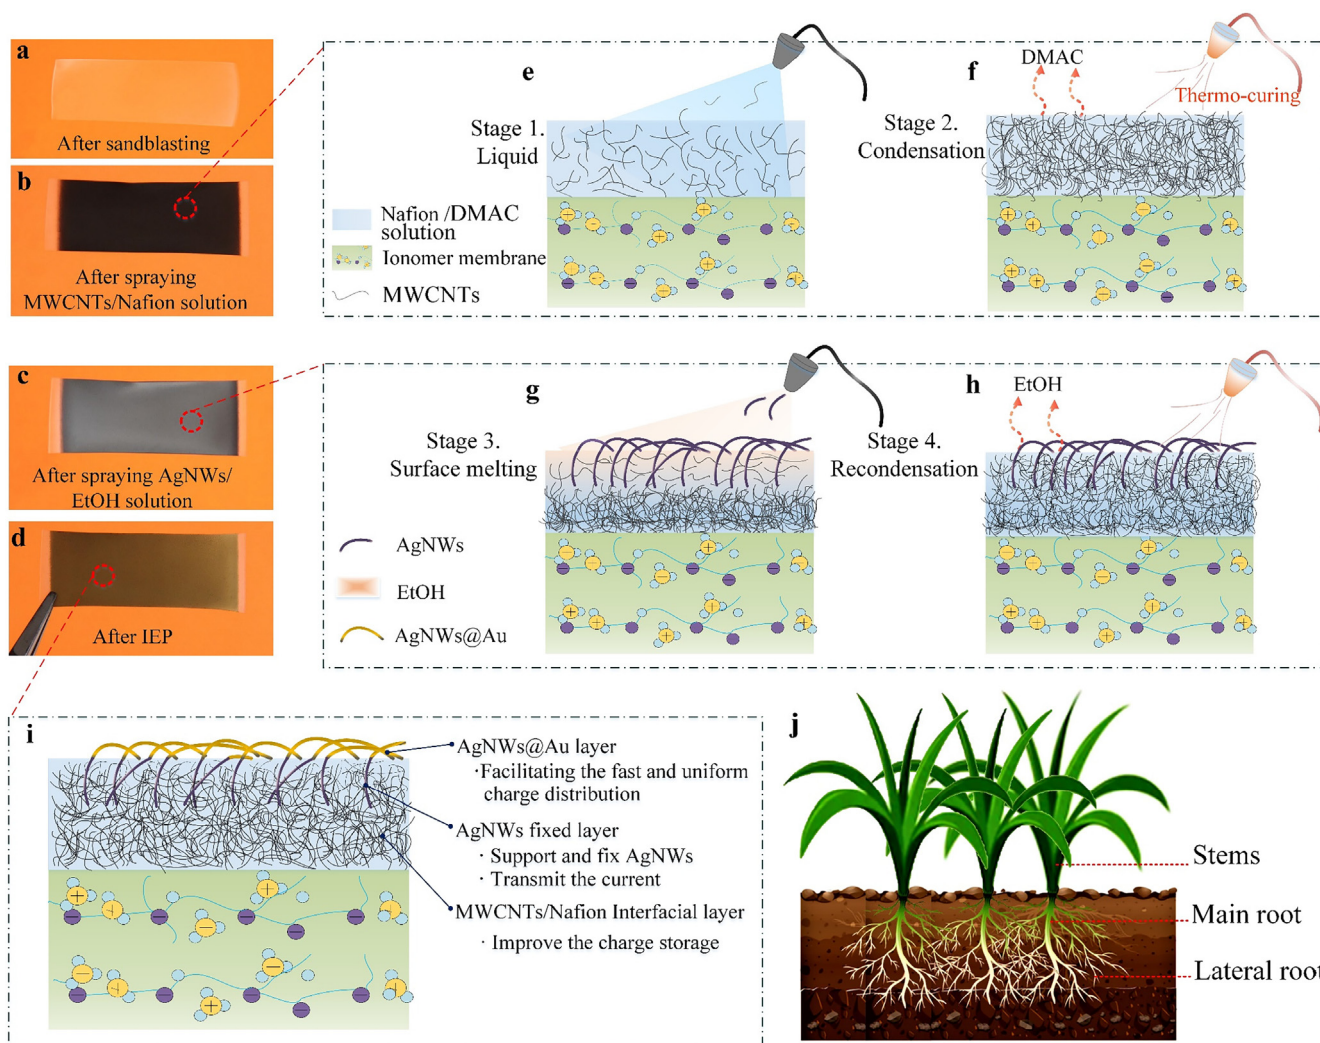 a
After sandblasting
b
After spraying
MWCNTs/Nafion solution
e
Stage 1.
Liquid
Nafion /DMAC
solution
Ionomer membrane
MWCNTs
f
DMAC
Thermo-curing
Stage 2.
Condensation
c
After spraying AgNWs/
EtOH solution
d
After IEP
g
Stage 3.
Surface melting
AgNWs
EtOH
AgNWs@Au
h
EtOH
Stage 4.
Recondensation
i
AgNWs@Au layer
·Facilitating the fast and uniform
charge distribution
AgNWs fixed layer
· Support and fix AgNWs
· Transmit the current
MWCNTs/Nafion Interfacial layer
· Improve the charge storage
j
Stems
Main root
Lateral root